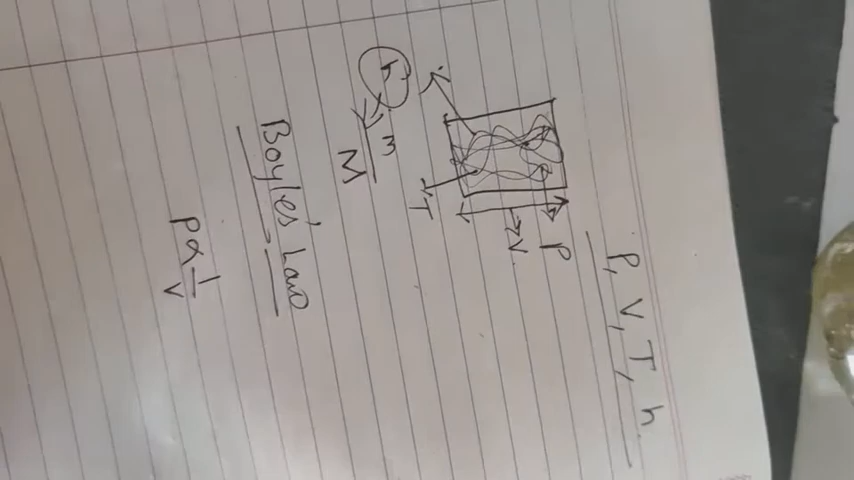 P, V, T, n
P
V
"T
n = m
M
Boyle's Law
P α 1
V